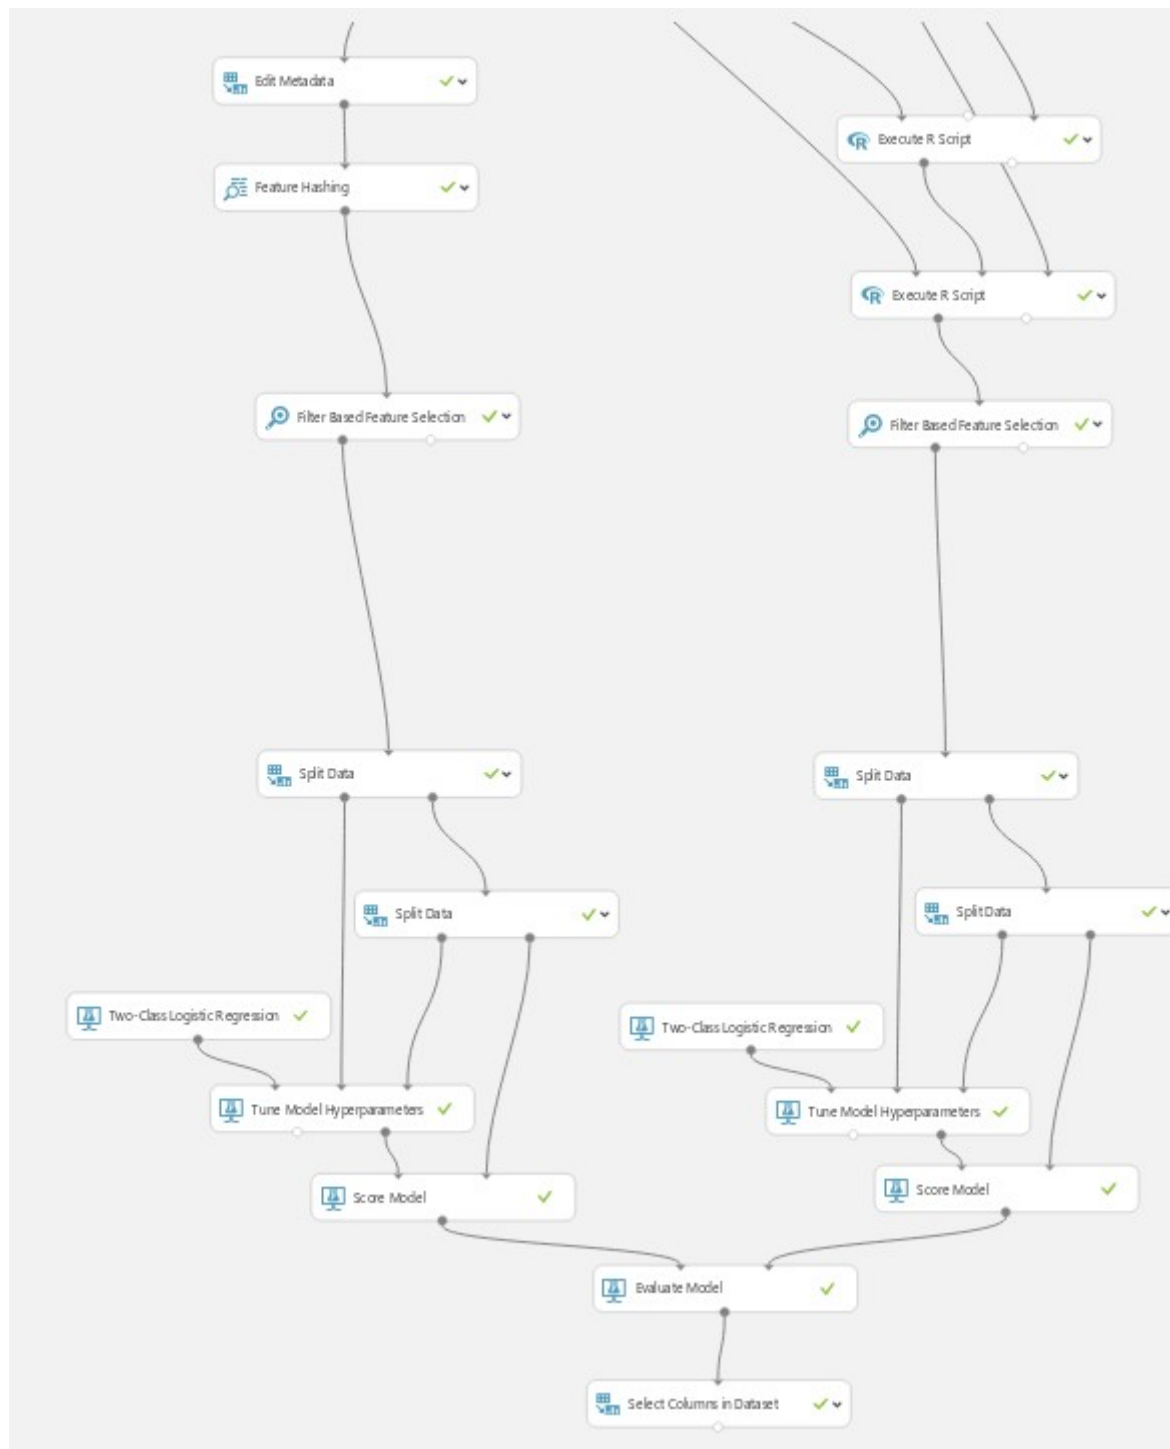 Edit Metadata
Execute R Script
Feature Hashing
Execute R Script
Filter Based Feature Selection
Filter Based Feature Selection
Split Data
Split Data
Split Data
Split Data
Two-Class Logistic Regression
Two-Class Logistic Regression
Tune Model Hyperparameters
Tune Model Hyperparameters
Score Model
Score Model
Evaluate Model
Select Columns in Dataset